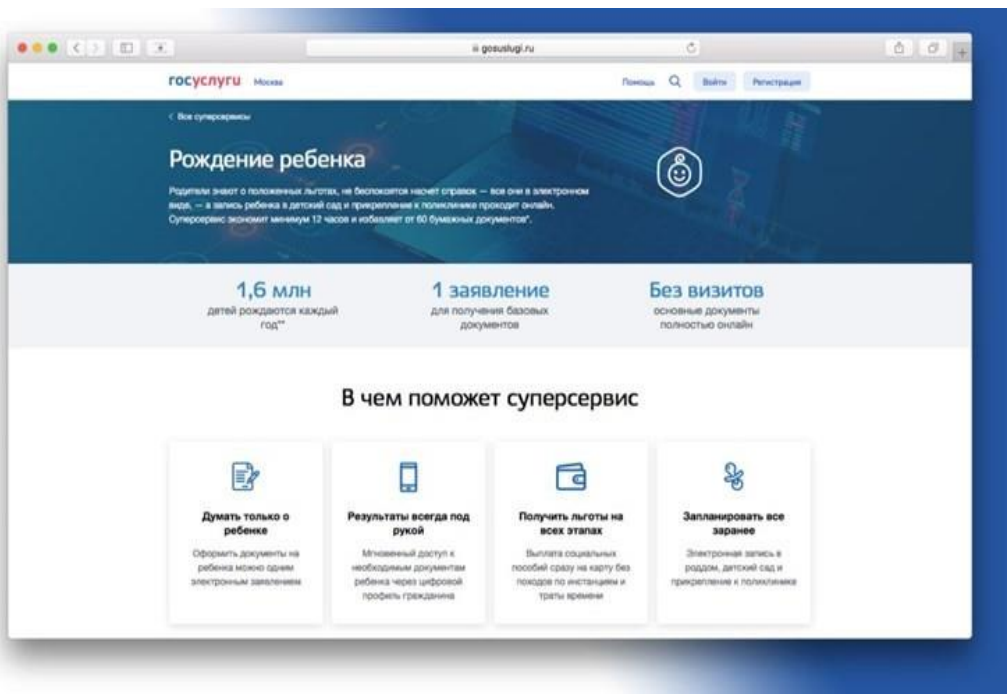 gosuslugi.ru
госуслуги Москва
Помощь Войти Регистрация
< Все суперсервисы
Рождение ребенка
Родители знают о положенных льготах, не беспокоятся насчет справок — все они в электронном
виде, — а запись ребенка в детский сад и прикрепление к поликлинике проходит онлайн.
Суперсервис экономит минимум 12 часов и избавляет от 60 бумажных документов*.
1,6 млн
детей рождаются каждый
год**
1 заявление
для получения базовых
документов
Без визитов
основные документы
полностью онлайн
В чем поможет суперсервис
Думать только о
ребенке
Оформить документы на
ребенка можно одним
электронным заявлением
Результаты всегда под
рукой
Мгновенный доступ к
необходимым документам
ребенка через цифровой
профиль гражданина
Получить льготы на
всех этапах
Выплата социальных
пособий сразу на карту без
походов по инстанциям и
траты времени
Запланировать все
заранее
Электронная запись в
роддом, детский сад и
прикрепление к поликлинике